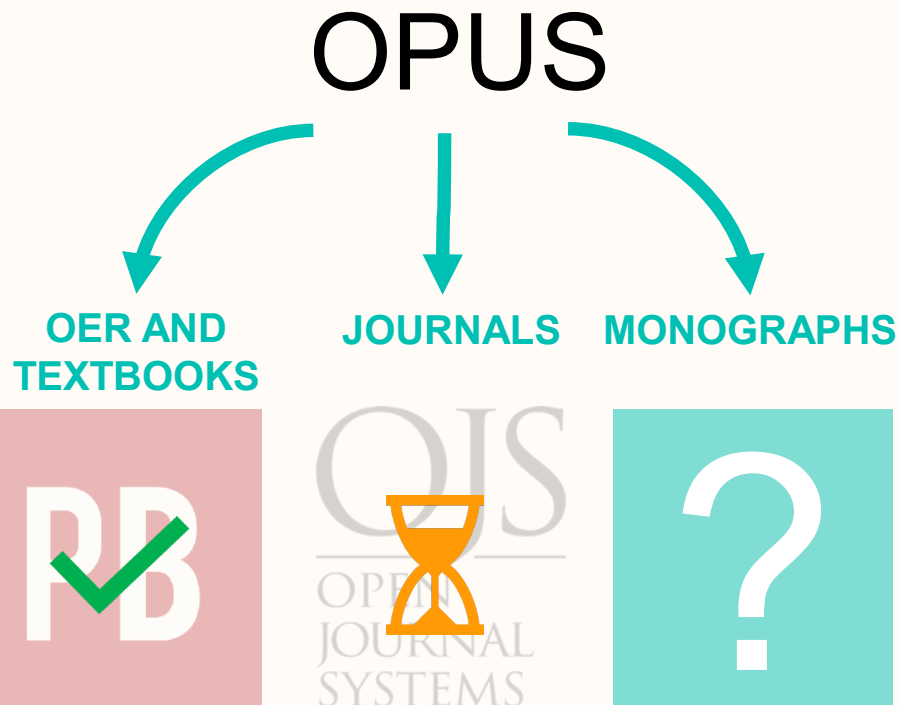 OPUS
OER AND
TEXTBOOKS
JOURNALS
MONOGRAPHS
PB
OJS
OPEN
JOURNAL
SYSTEMS
?